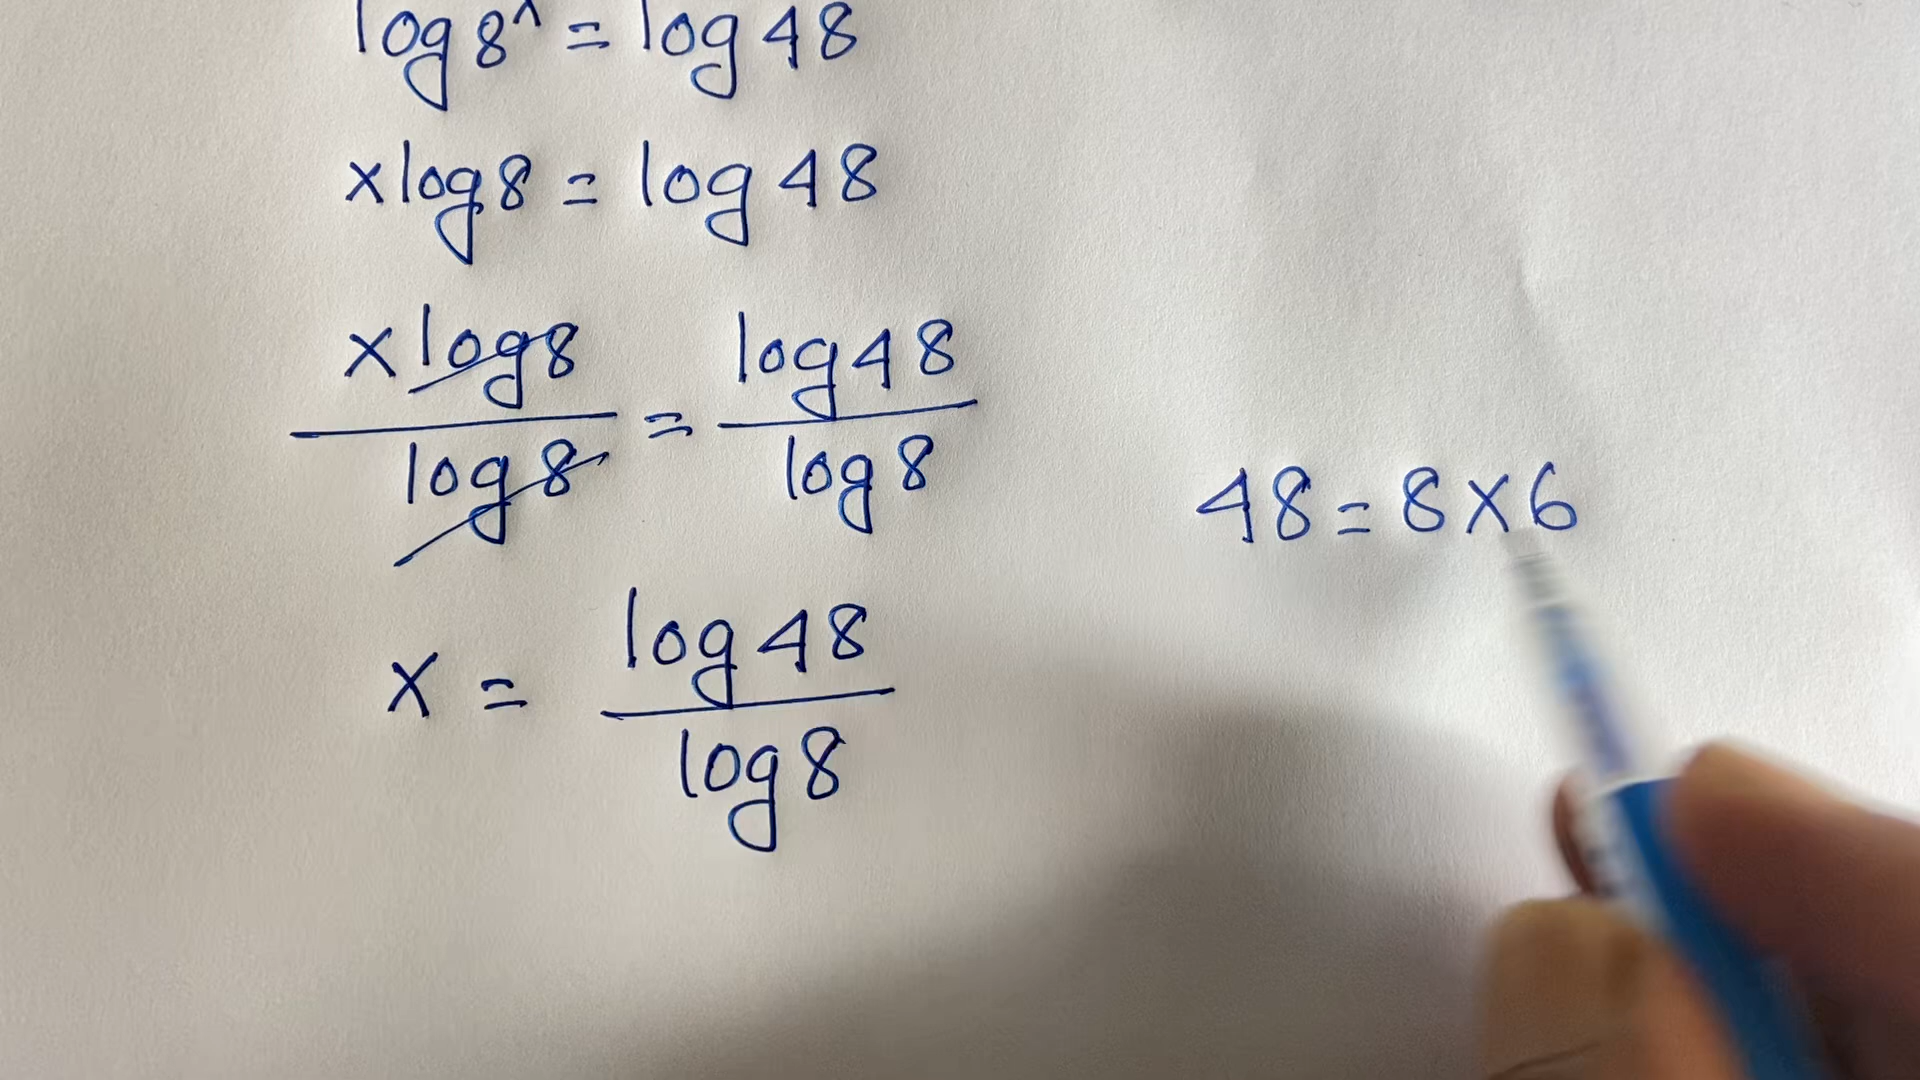 log 8ˣ = log 48
x log 8 = log 48
x log 8 / log 8 = log 48 / log 8
48 = 8 × 6
x = log 48 / log 8